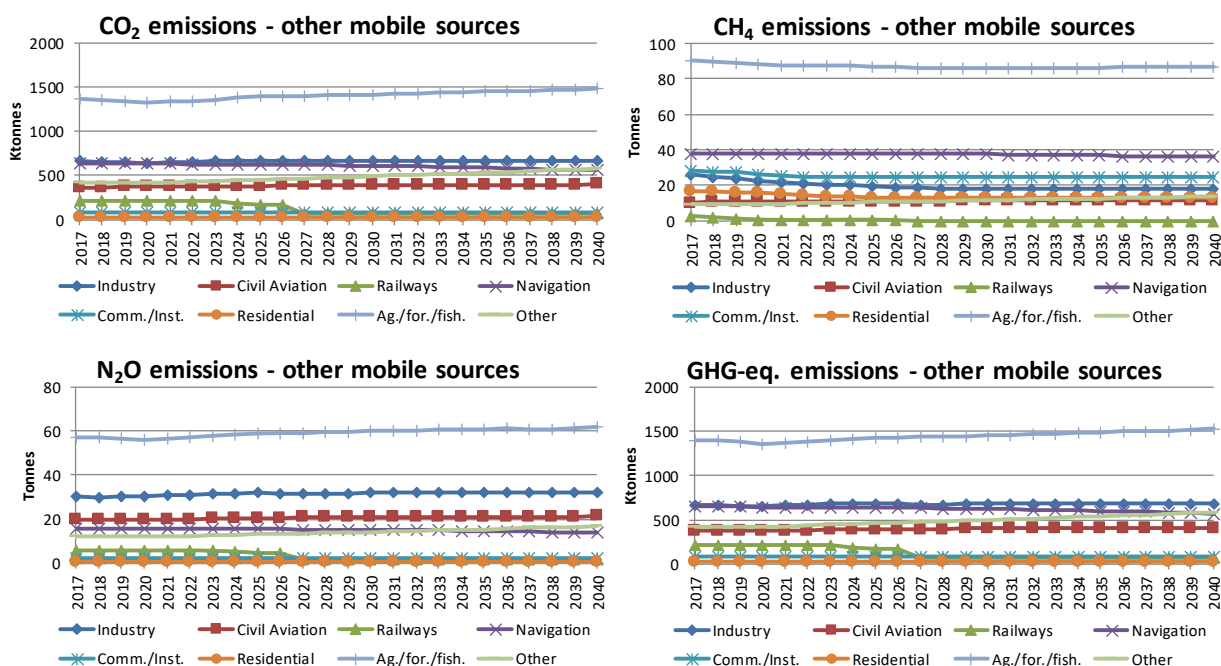 CO₂ emissions - other mobile sources
Ktonnes
2000
1500
1000
500
0
2017 2018 2019 2020 2021 2022 2023 2024 2025 2026 2027 2028 2029 2030 2031 2032 2033 2034 2035 2036 2037 2038 2039 2040
Industry Civil Aviation Railways Navigation
Comm./Inst. Residential Ag./for./fish. Other
CH₄ emissions - other mobile sources
Tonnes
100
80
60
40
20
0
2017 2018 2019 2020 2021 2022 2023 2024 2025 2026 2027 2028 2029 2030 2031 2032 2033 2034 2035 2036 2037 2038 2039 2040
Industry Civil Aviation Railways Navigation
Comm./Inst. Residential Ag./for./fish. Other
N₂O emissions - other mobile sources
Tonnes
80
60
40
20
0
2017 2018 2019 2020 2021 2022 2023 2024 2025 2026 2027 2028 2029 2030 2031 2032 2033 2034 2035 2036 2037 2038 2039 2040
Industry Civil Aviation Railways Navigation
Comm./Inst. Residential Ag./for./fish. Other
GHG-eq. emissions - other mobile sources
Ktonnes
2000
1500
1000
500
0
2017 2018 2019 2020 2021 2022 2023 2024 2025 2026 2027 2028 2029 2030 2031 2032 2033 2034 2035 2036 2037 2038 2039 2040
Industry Civil Aviation Railways Navigation
Comm./Inst. Residential Ag./for./fish. Other